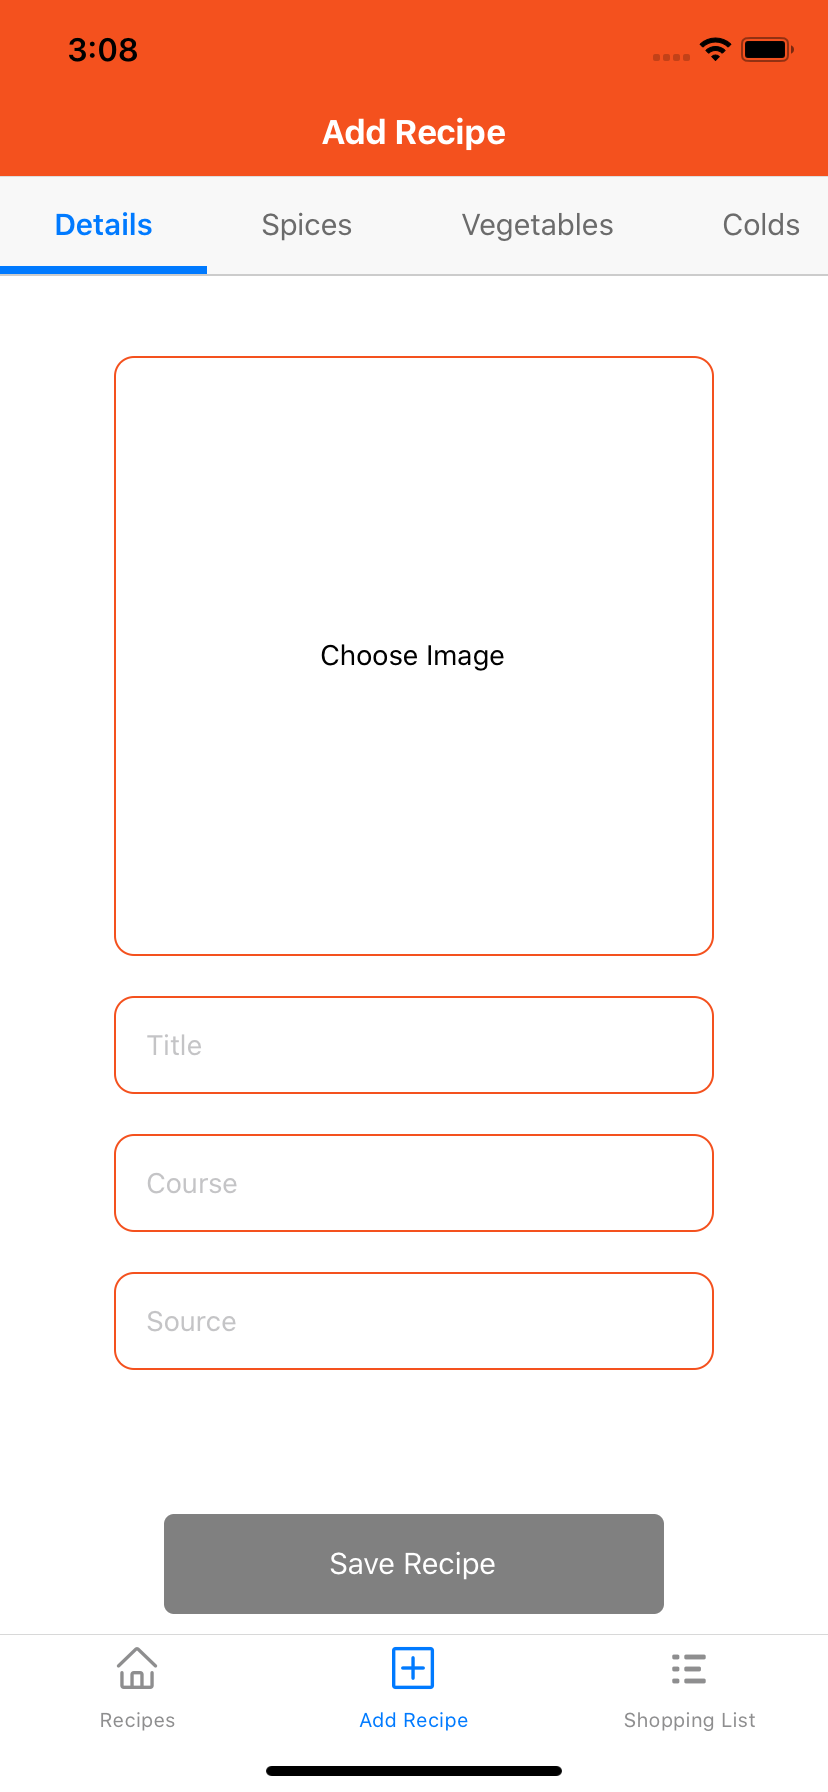 3:08
Add Recipe
Details Spices Vegetables Colds
Choose Image
Title
Course
Source
Save Recipe
Recipes Add Recipe Shopping List